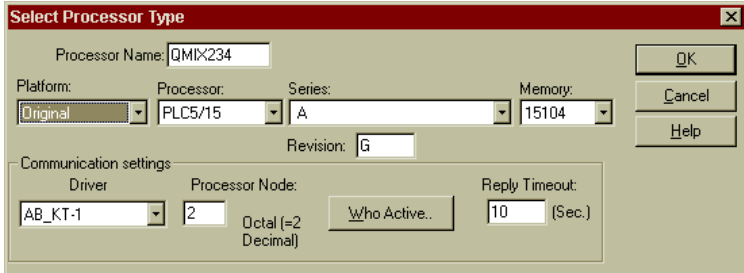 Select Processor Type
Processor Name: QMIX234
OK
Platform: Processor: Series: Memory:
Original PLC5/15 A 15104
Cancel
Revision: G
Help
Communication settings
Driver Processor Node: Reply Timeout:
AB_KT-1 2 Octal (=2 Decimal) Who Active.. 10 (Sec.)